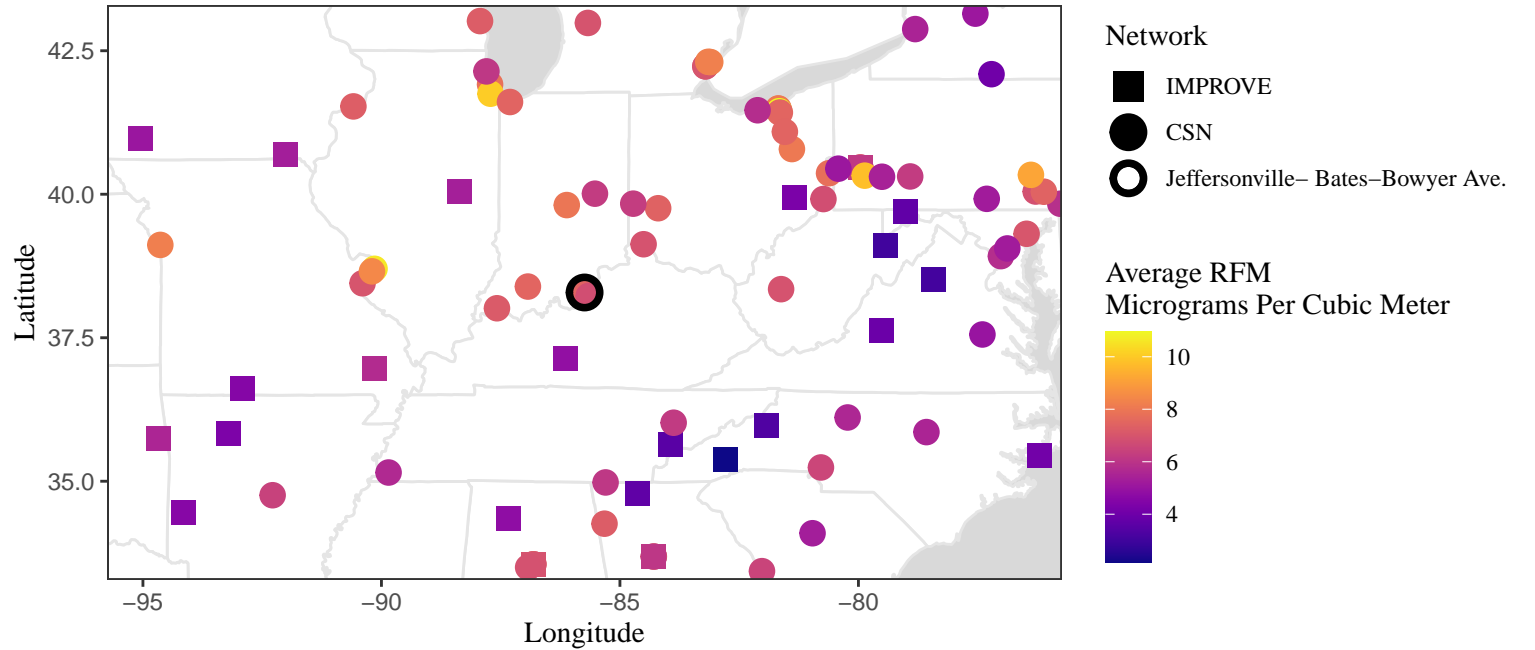 42.5
40.0
37.5
35.0
Latitude
−95
−90
−85
−80
Longitude
Network
IMPROVE
CSN
Jeffersonville− Bates−Bowyer Ave.
Average RFM
Micrograms Per Cubic Meter
10
8
6
4